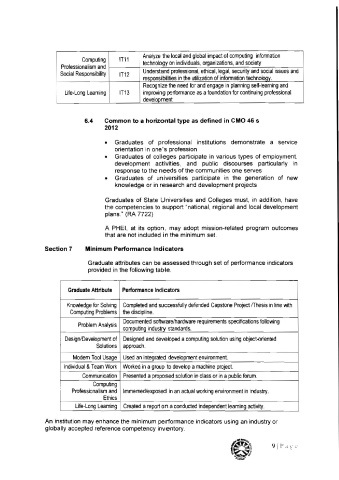 Computing Professionalism and Social Responsibility
IT11
Analyze the local and global impact of computing information
technology on individuals, organizations, and society
IT12
Understand professional, ethical, legal, security and social issues and
responsibilities in the utilization of information technology.
Life-Long Learning
IT13
Recognize the need for and engage in planning self-learning and
improving performance as a foundation for continuing professional
development
6.4 Common to a horizontal type as defined in CMO 46 s
2012
• Graduates of professional institutions demonstrate a service
orientation in one's profession
• Graduates of colleges participate in various types of employment,
development activities, and public discourses particularly in
response to the needs of the communities one serves
• Graduates of universities participate in the generation of new
knowledge or in research and development projects
Graduates of State Universities and Colleges must, in addition, have
the competencies to support "national, regional and local development
plans." (RA 7722)
A PHEI, at its option, may adopt mission-related program outcomes
that are not included in the minimum set.
Section 7 Minimum Performance Indicators
Graduate attributes can be assessed through set of performance indicators
provided in the following table.
Graduate Attribute Performance Indicators
Knowledge for Solving Completed and successfully defended Capstone Project /Thesis in line with
Computing Problems the discipline.
Problem Analysis Documented software/hardware requirements specifications following
computing industry standards.
Design/Development of Designed and developed a computing solution using object-oriented
Solutions approach.
Modern Tool Usage Used an integrated development environment.
Individual & Team Work Worked in a group to develop a machine project.
Communication Presented a proposed solution in class or in a public forum.
Computing
Professionalism and Immersed/exposed in an actual working environment in industry.
Ethics
Life-Long Learning Created a report on a conducted independent learning activity
An institution may enhance the minimum performance indicators using an industry or
globally accepted reference competency inventory.
9 | Page